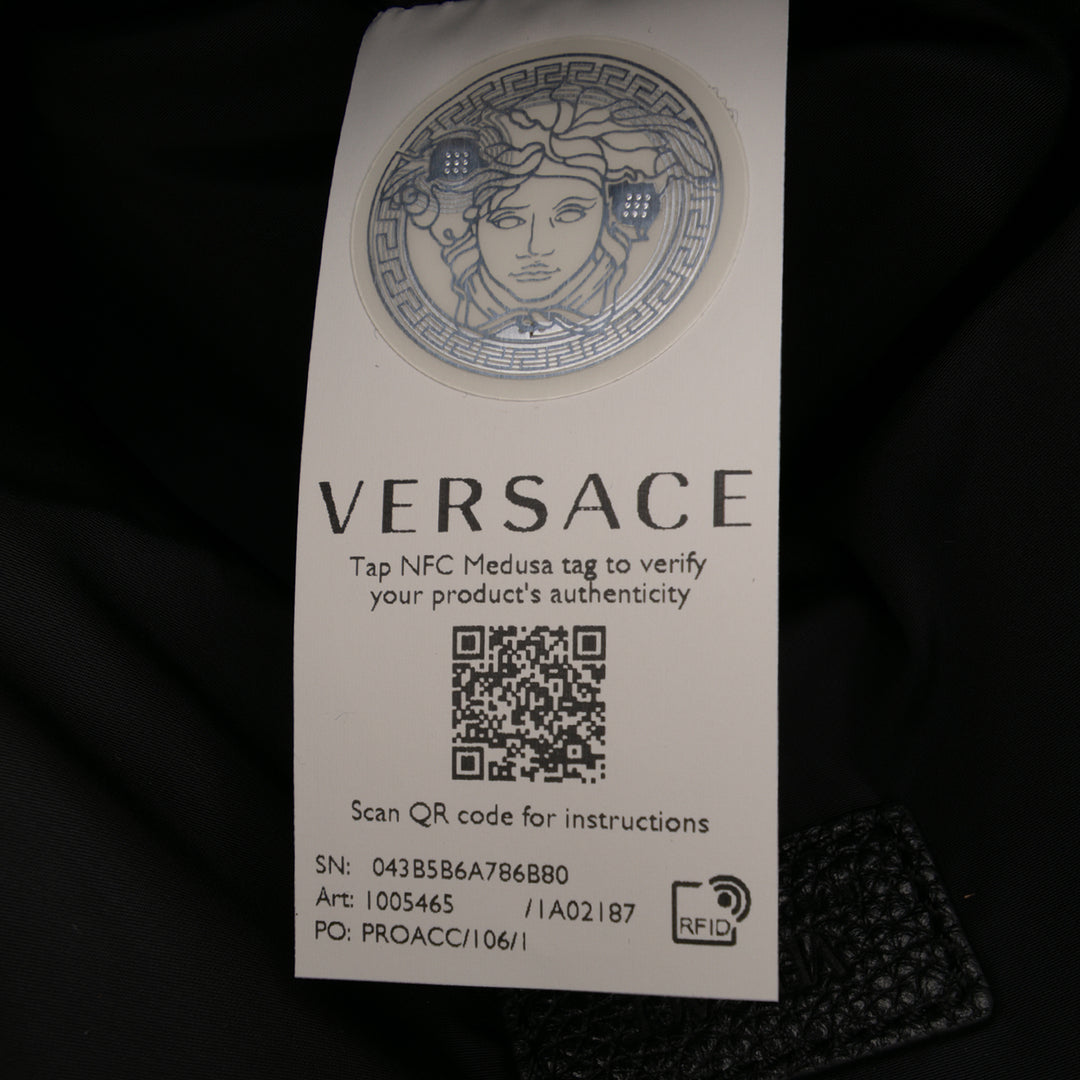 VERSACE
Tap NFC Medusa tag to verify
your product's authenticity
Scan QR code for instructions
SN: 043B5B6A786B80
Art: 1005465 /1A02187
PO: PROACC/106/1
RFID